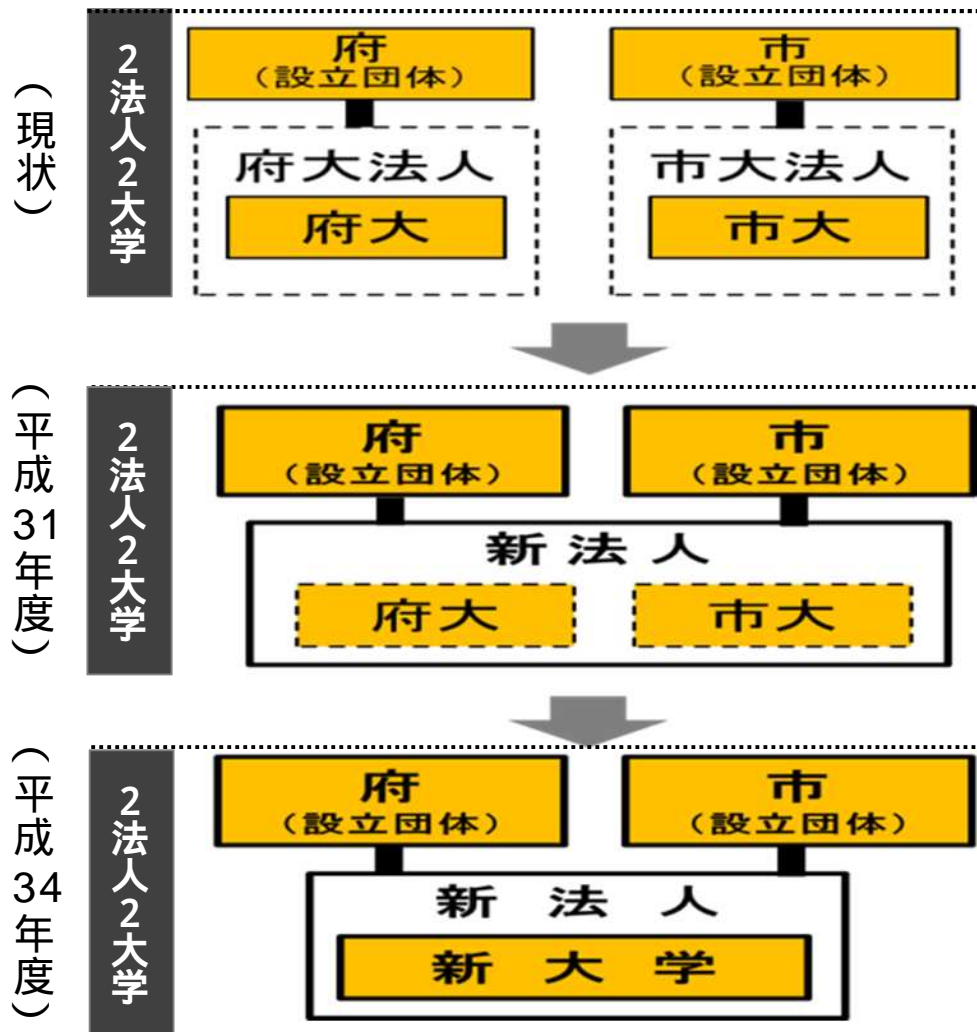 （現状）
2法人2大学
府
（設立団体）
市
（設立団体）
府大法人
府大
市大法人
市大
（平成31年度）
2法人2大学
府
（設立団体）
市
（設立団体）
新法人
府大
市大
（平成34年度）
2法人2大学
府
（設立団体）
市
（設立団体）
新法人
新大学